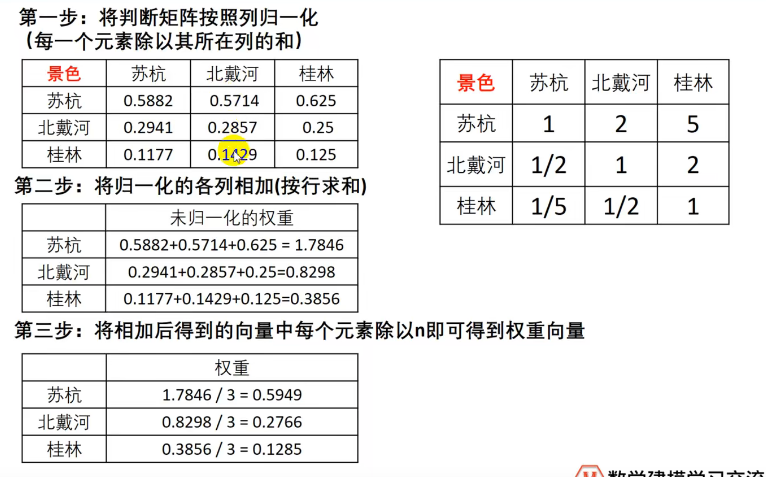 第一步：将判断矩阵按照列归一化
（每一个元素除以其所在列的和）
景色 苏杭 北戴河 桂林
苏杭 0.5882 0.5714 0.625
北戴河 0.2941 0.2857 0.25
桂林 0.1177 0.1429 0.125
第二步：将归一化的各列相加(按行求和)
未归一化的权重
苏杭 0.5882+0.5714+0.625 = 1.7846
北戴河 0.2941+0.2857+0.25=0.8298
桂林 0.1177+0.1429+0.125=0.3856
第三步：将相加后得到的向量中每个元素除以n即可得到权重向量
权重
苏杭 1.7846 / 3 = 0.5949
北戴河 0.8298 / 3 = 0.2766
桂林 0.3856 / 3 = 0.1285
景色 苏杭 北戴河 桂林
苏杭 1 2 5
北戴河 1/2 1 2
桂林 1/5 1/2 1
数学建模学习交流